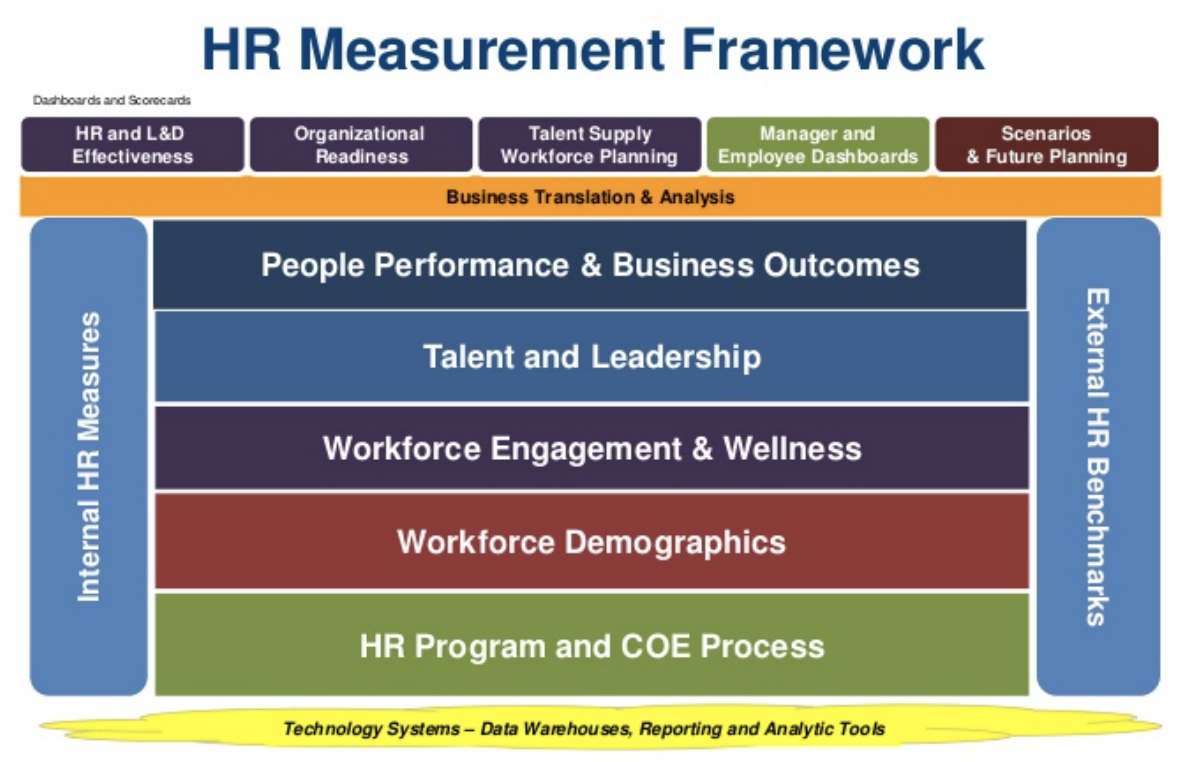 HR Measurement Framework
Dashboards and Scorecards
HR and L&D
Effectiveness
Organizational
Readiness
Talent Supply
Workforce Planning
Manager and
Employee Dashboards
Scenarios
& Future Planning
Business Translation & Analysis
Internal HR Measures
People Performance & Business Outcomes
Talent and Leadership
Workforce Engagement & Wellness
Workforce Demographics
HR Program and COE Process
External HR Benchmarks
Technology Systems – Data Warehouses, Reporting and Analytic Tools